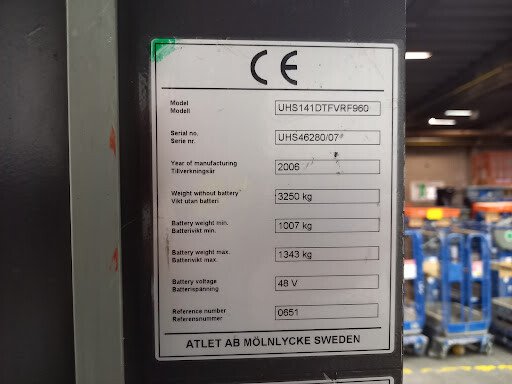 CE
Model UHS141DTFVRF960
Modell
Serial no. UHS46280/07
Serie nr.
Year of manufacturing 2006
Tillverkningsår
Weight without battery 3250 kg
Vikt utan batteri
Battery weight min. 1007 kg
Batterivikt min.
Battery weight max. 1343 kg
Batterivikt max.
Battery voltage 48 V
Batterispänning
Reference number 0651
Referensnummer
ATLET AB MÖLNLYCKE SWEDEN